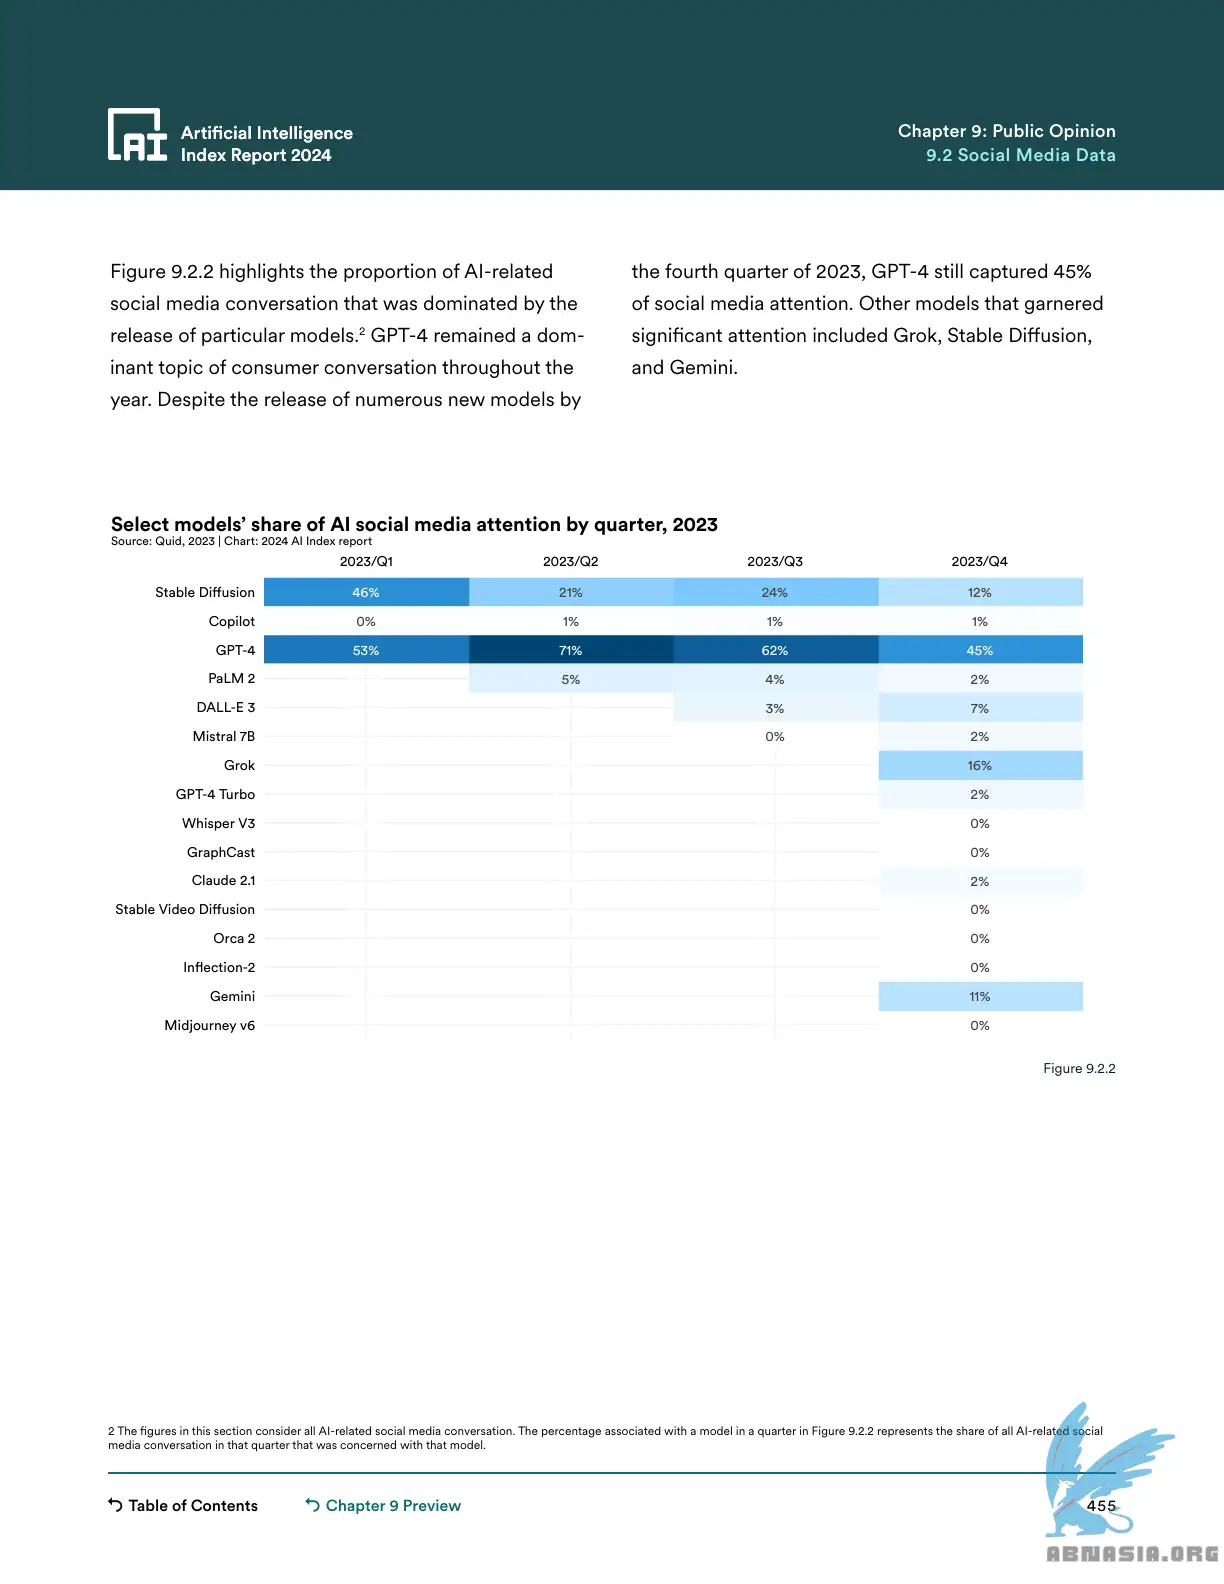 Artificial Intelligence
Index Report 2024
Chapter 9: Public Opinion
9.2 Social Media Data
Figure 9.2.2 highlights the proportion of AI-related
social media conversation that was dominated by the
release of particular models.2 GPT-4 remained a dom-
inant topic of consumer conversation throughout the
year. Despite the release of numerous new models by
the fourth quarter of 2023, GPT-4 still captured 45%
of social media attention. Other models that garnered
significant attention included Grok, Stable Diffusion,
and Gemini.
Select models’ share of AI social media attention by quarter, 2023
Source: Quid, 2023 | Chart: 2024 AI Index report
2023/Q1 2023/Q2 2023/Q3 2023/Q4
Stable Diffusion 46% 21% 24% 12%
Copilot 0% 1% 1% 1%
GPT-4 53% 71% 62% 45%
PaLM 2 5% 4% 2%
DALL-E 3 3% 7%
Mistral 7B 0% 2%
Grok 16%
GPT-4 Turbo 2%
Whisper V3 0%
GraphCast 0%
Claude 2.1 2%
Stable Video Diffusion 0%
Orca 2 0%
Inflection-2 0%
Gemini 11%
Midjourney v6 0%
Figure 9.2.2
2 The figures in this section consider all AI-related social media conversation. The percentage associated with a model in a quarter in Figure 9.2.2 represents the share of all AI-related social
media conversation in that quarter that was concerned with that model.
Table of Contents
Chapter 9 Preview
455
ABNASIA.ORG